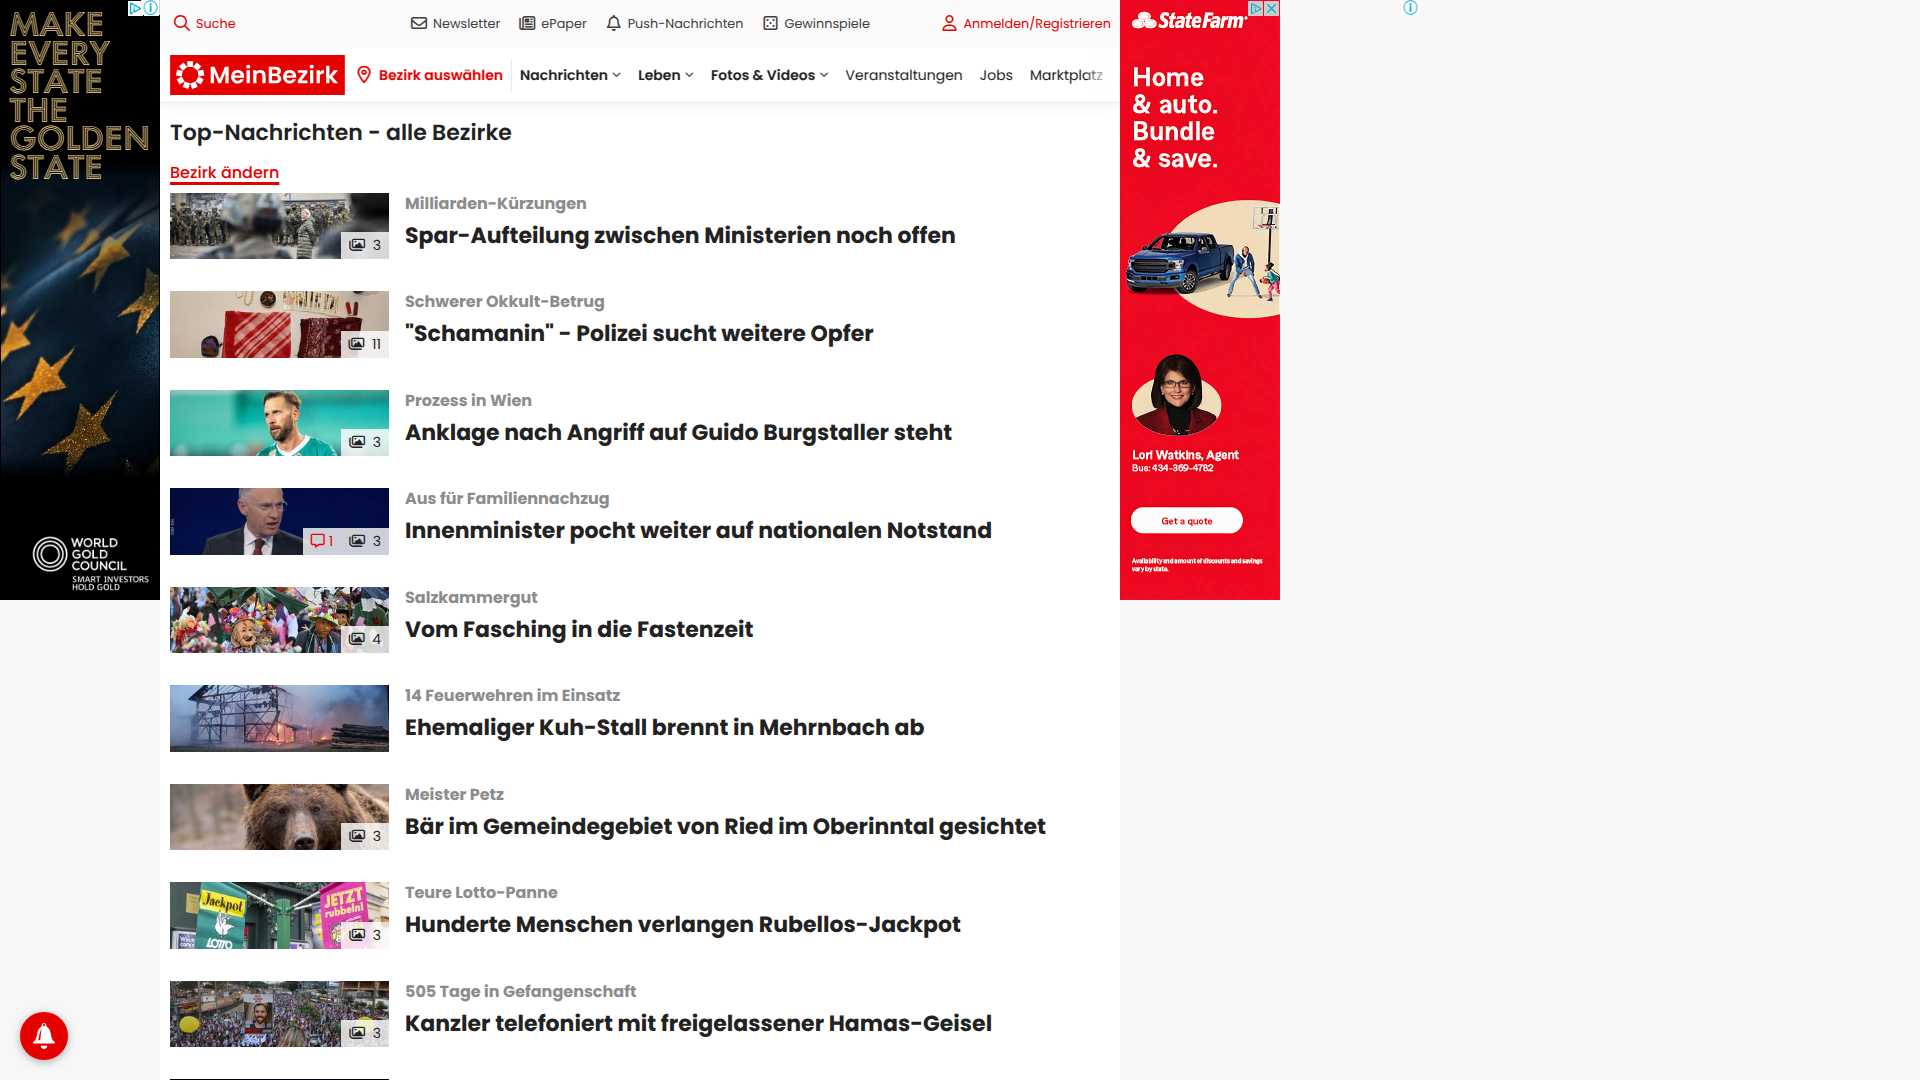 MAKE
EVERY
STATE
THE
GOLDEN
STATE
WORLD
GOLD
COUNCIL
SMART INVESTORS
HOLD GOLD
Suche
Newsletter
ePaper
Push-Nachrichten
Gewinnspiele
Anmelden/Registrieren
MeinBezirk
Bezirk auswählen
Nachrichten
Leben
Fotos & Videos
Veranstaltungen
Jobs
Marktplatz
Top-Nachrichten - alle Bezirke
Bezirk ändern
3
Milliarden-Kürzungen
Spar-Aufteilung zwischen Ministerien noch offen
11
Schwerer Okkult-Betrug
"Schamanin" - Polizei sucht weitere Opfer
3
Prozess in Wien
Anklage nach Angriff auf Guido Burgstaller steht
1
3
Aus für Familiennachzug
Innenminister pocht weiter auf nationalen Notstand
4
Salzkammergut
Vom Fasching in die Fastenzeit
14 Feuerwehren im Einsatz
Ehemaliger Kuh-Stall brennt in Mehrnbach ab
3
Meister Petz
Bär im Gemeindegebiet von Ried im Oberinntal gesichtet
Jackpot
LOTTO
JETZT
rubbeln!
3
Teure Lotto-Panne
Hunderte Menschen verlangen Rubellos-Jackpot
3
505 Tage in Gefangenschaft
Kanzler telefoniert mit freigelassener Hamas-Geisel
StateFarm
Home
& auto.
Bundle
& save.
Lori Watkins, Agent
Bus: 434-369-4782
Get a quote
Availability and amount of discounts and savings
vary by state.